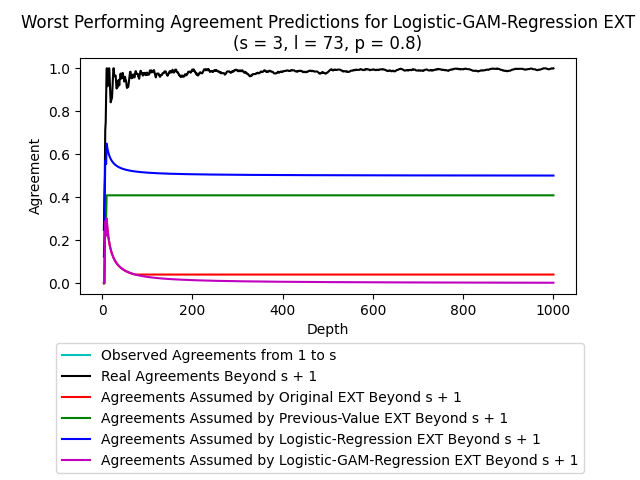 Worst Performing Agreement Predictions for Logistic-GAM-Regression EXT
(s = 3, l = 73, p = 0.8)
1.0
0.8
0.6
0.4
0.2
0.0
Agreement
0 200 400 600 800 1000
Depth
Observed Agreements from 1 to s
Real Agreements Beyond s + 1
Agreements Assumed by Original EXT Beyond s + 1
Agreements Assumed by Previous-Value EXT Beyond s + 1
Agreements Assumed by Logistic-Regression EXT Beyond s + 1
Agreements Assumed by Logistic-GAM-Regression EXT Beyond s + 1